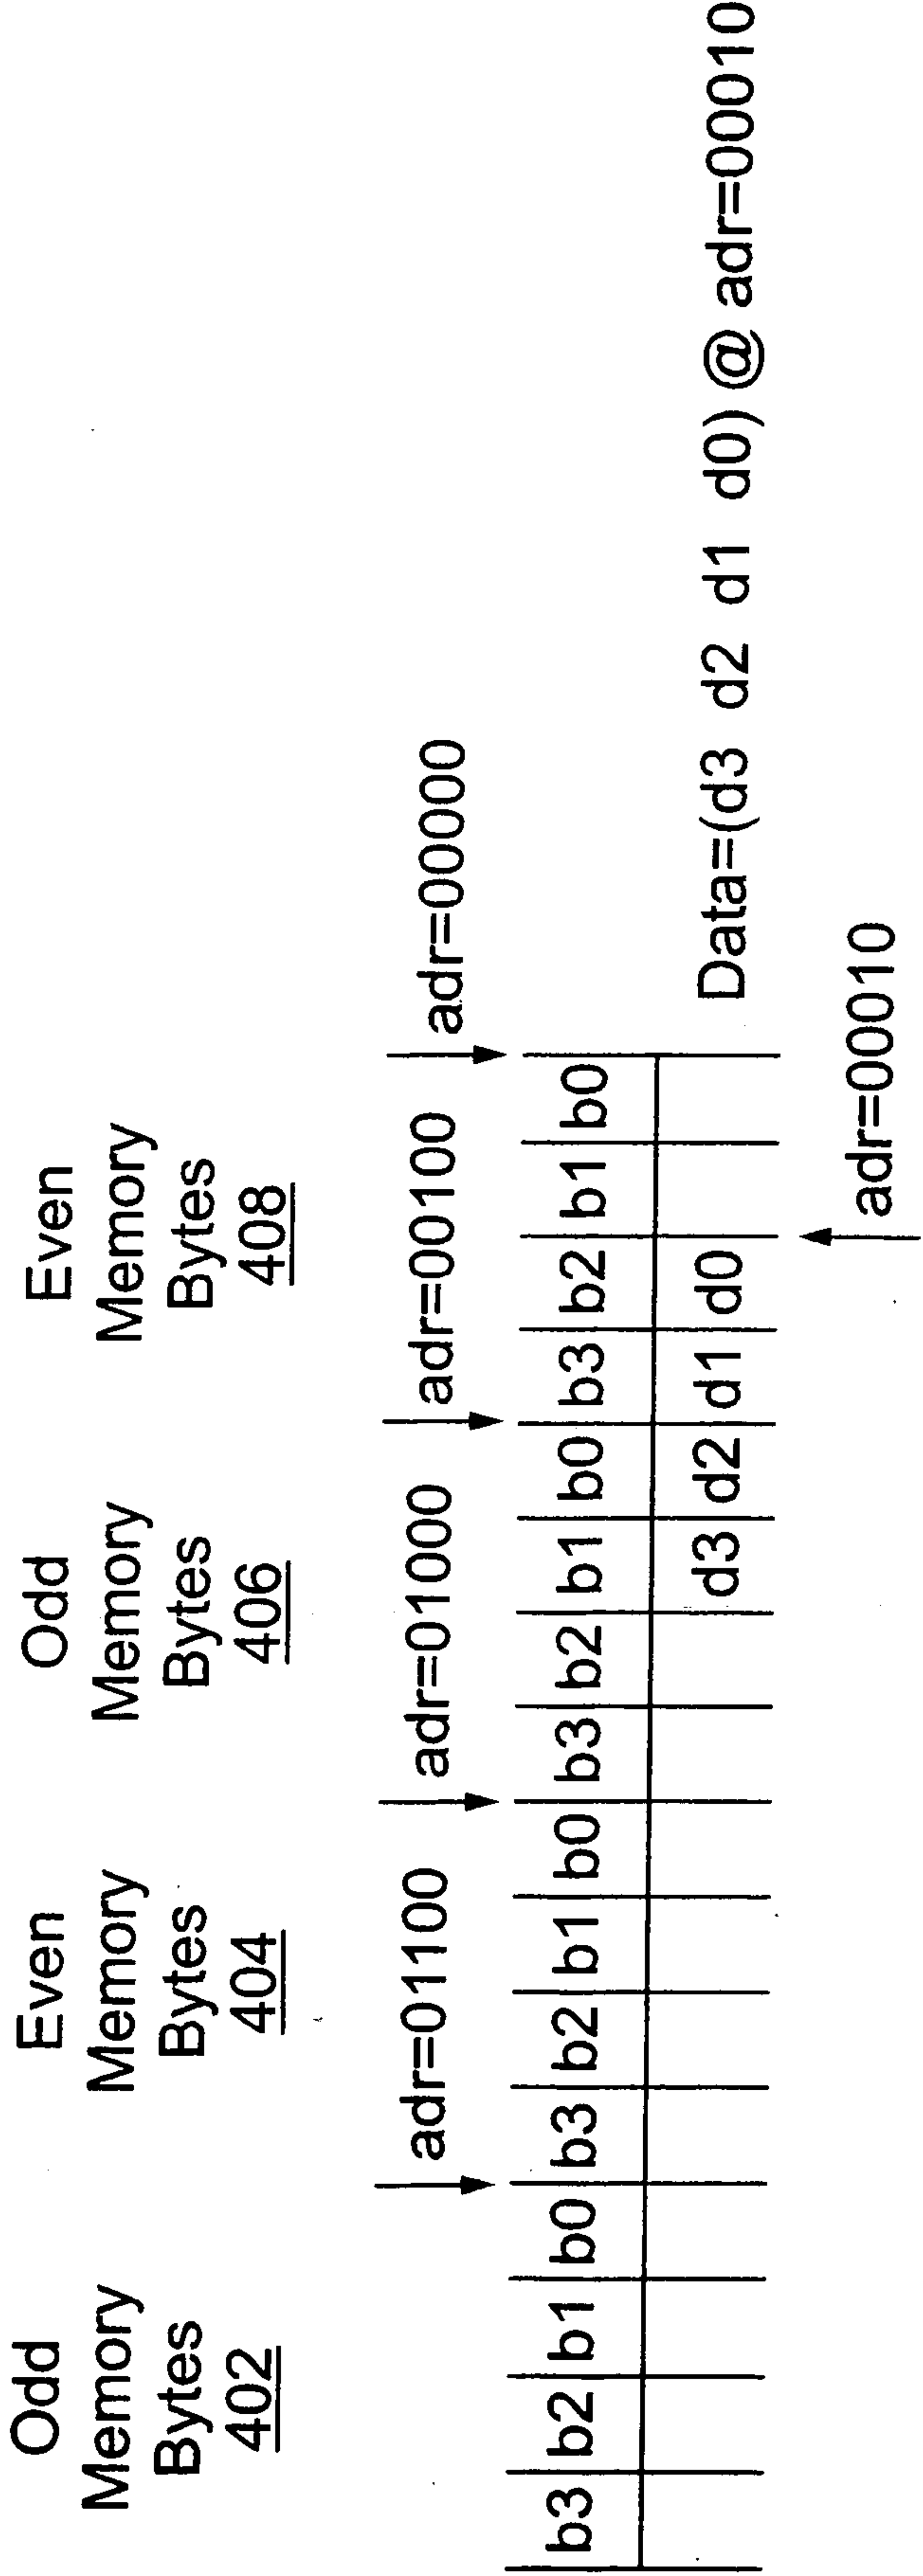 Odd Memory Bytes 402
Even Memory Bytes 404
Odd Memory Bytes 406
Even Memory Bytes 408
adr=01100 adr=01000 adr=00100 adr=00000
b3 b2 b1 b0 b3 b2 b1 b0 b3 b2 b1 b0 b3 b2 b1 b0
d3 d2 d1 d0 Data=(d3 d2 d1 d0) @ adr=00010
adr=00010